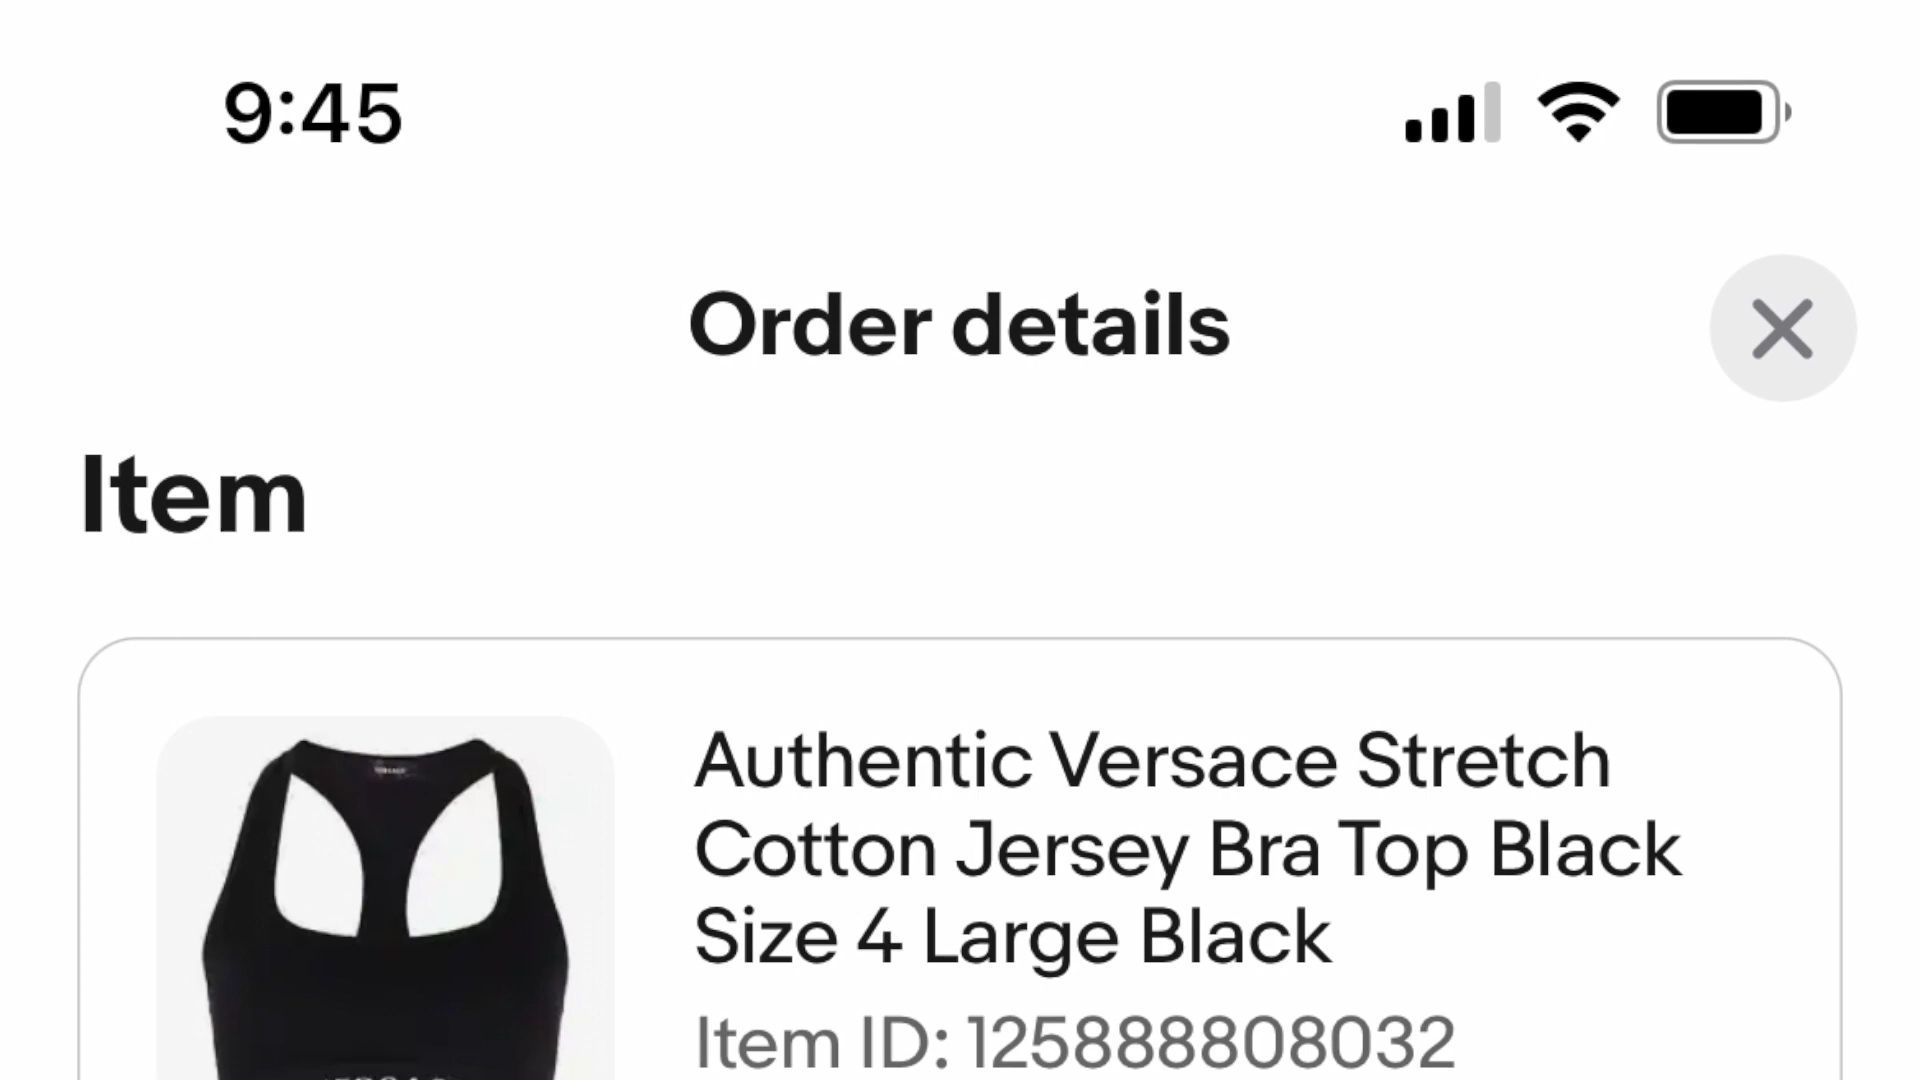 9:45
Order details
Item
Authentic Versace Stretch
Cotton Jersey Bra Top Black
Size 4 Large Black
Item ID: 125888808032